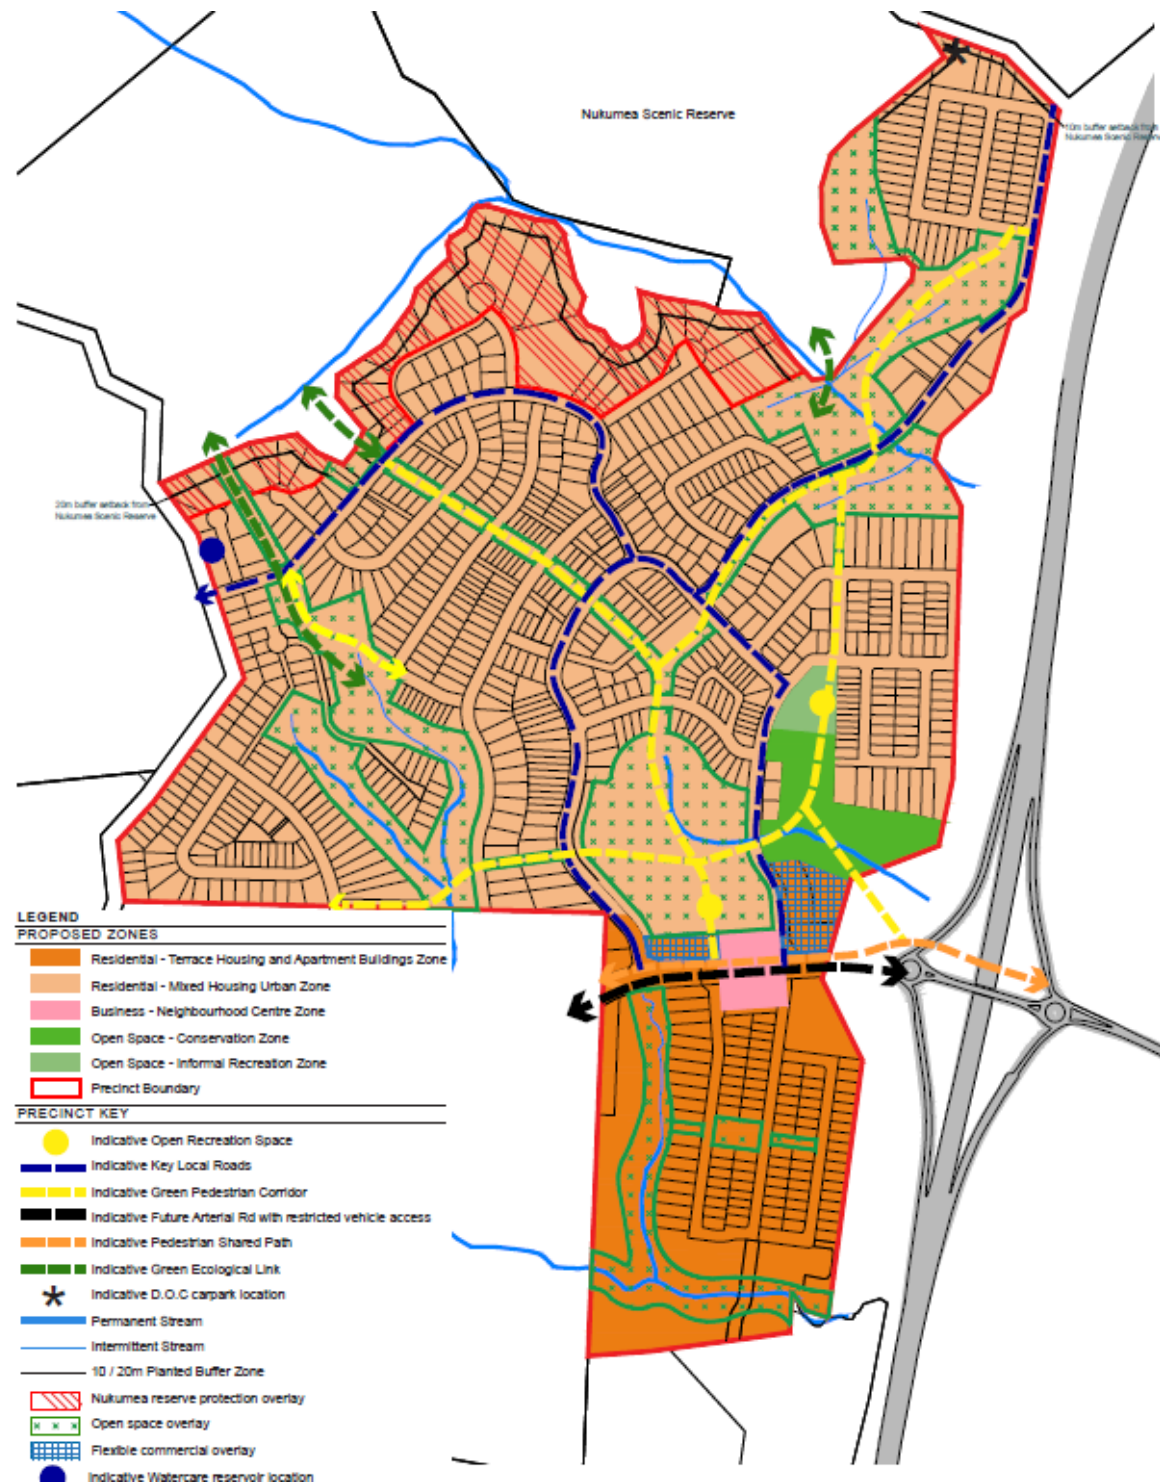 Nukumea Scenic Reserve
10m buffer setback from
Nukumea Scenic Reserve
20m buffer setback from
Nukumea Scenic Reserve
LEGEND
PROPOSED ZONES
Residential - Terrace Housing and Apartment Buildings Zone
Residential - Mixed Housing Urban Zone
Business - Neighbourhood Centre Zone
Open Space - Conservation Zone
Open Space - Informal Recreation Zone
Precinct Boundary
PRECINCT KEY
Indicative Open Recreation Space
Indicative Key Local Roads
Indicative Green Pedestrian Corridor
Indicative Future Arterial Rd with restricted vehicle access
Indicative Pedestrian Shared Path
Indicative Green Ecological Link
Indicative D.O.C carpark location
Permanent Stream
Intermittent Stream
10 / 20m Planted Buffer Zone
Nukumea reserve protection overlay
Open space overlay
Flexible commercial overlay
Indicative Watercare reservoir location